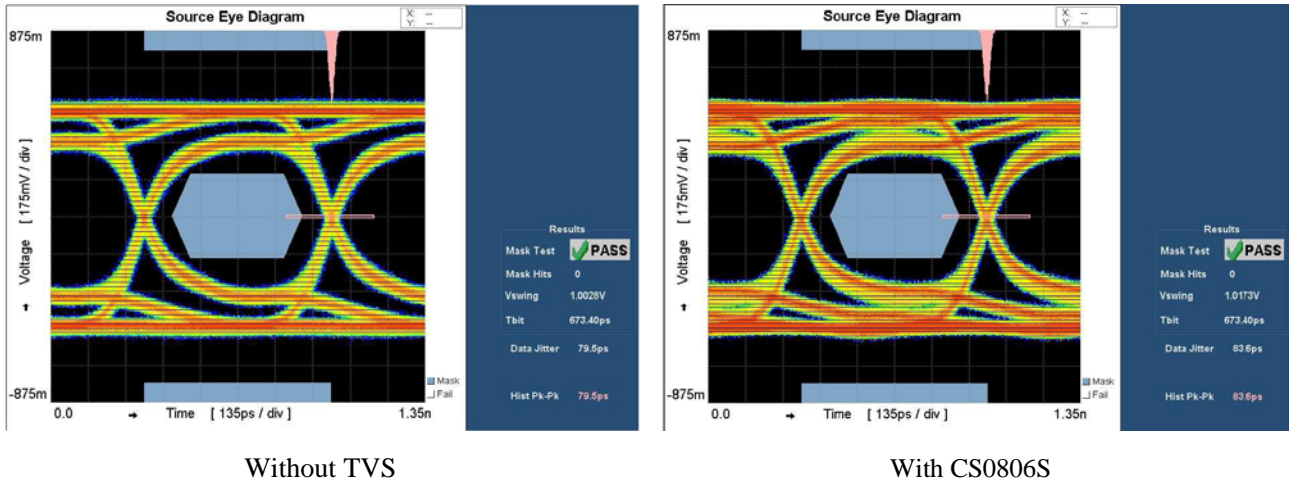 Source Eye Diagram
X: --
Y: --
875m
Voltage [ 175mV / div ]
-875m
0.0
Time [ 135ps / div ]
1.35n
Mask
Fail
Results
Mask Test PASS
Mask Hits 0
Vswing 1.0028V
Tbit 673.40ps
Data Jitter 79.5ps
Hist Pk-Pk 79.5ps
Without TVS
Source Eye Diagram
X: --
Y: --
875m
Voltage [ 175mV / div ]
-875m
0.0
Time [ 135ps / div ]
1.35n
Mask
Fail
Results
Mask Test PASS
Mask Hits 0
Vswing 1.0173V
Tbit 673.40ps
Data Jitter 83.6ps
Hist Pk-Pk 83.6ps
With CS0806S